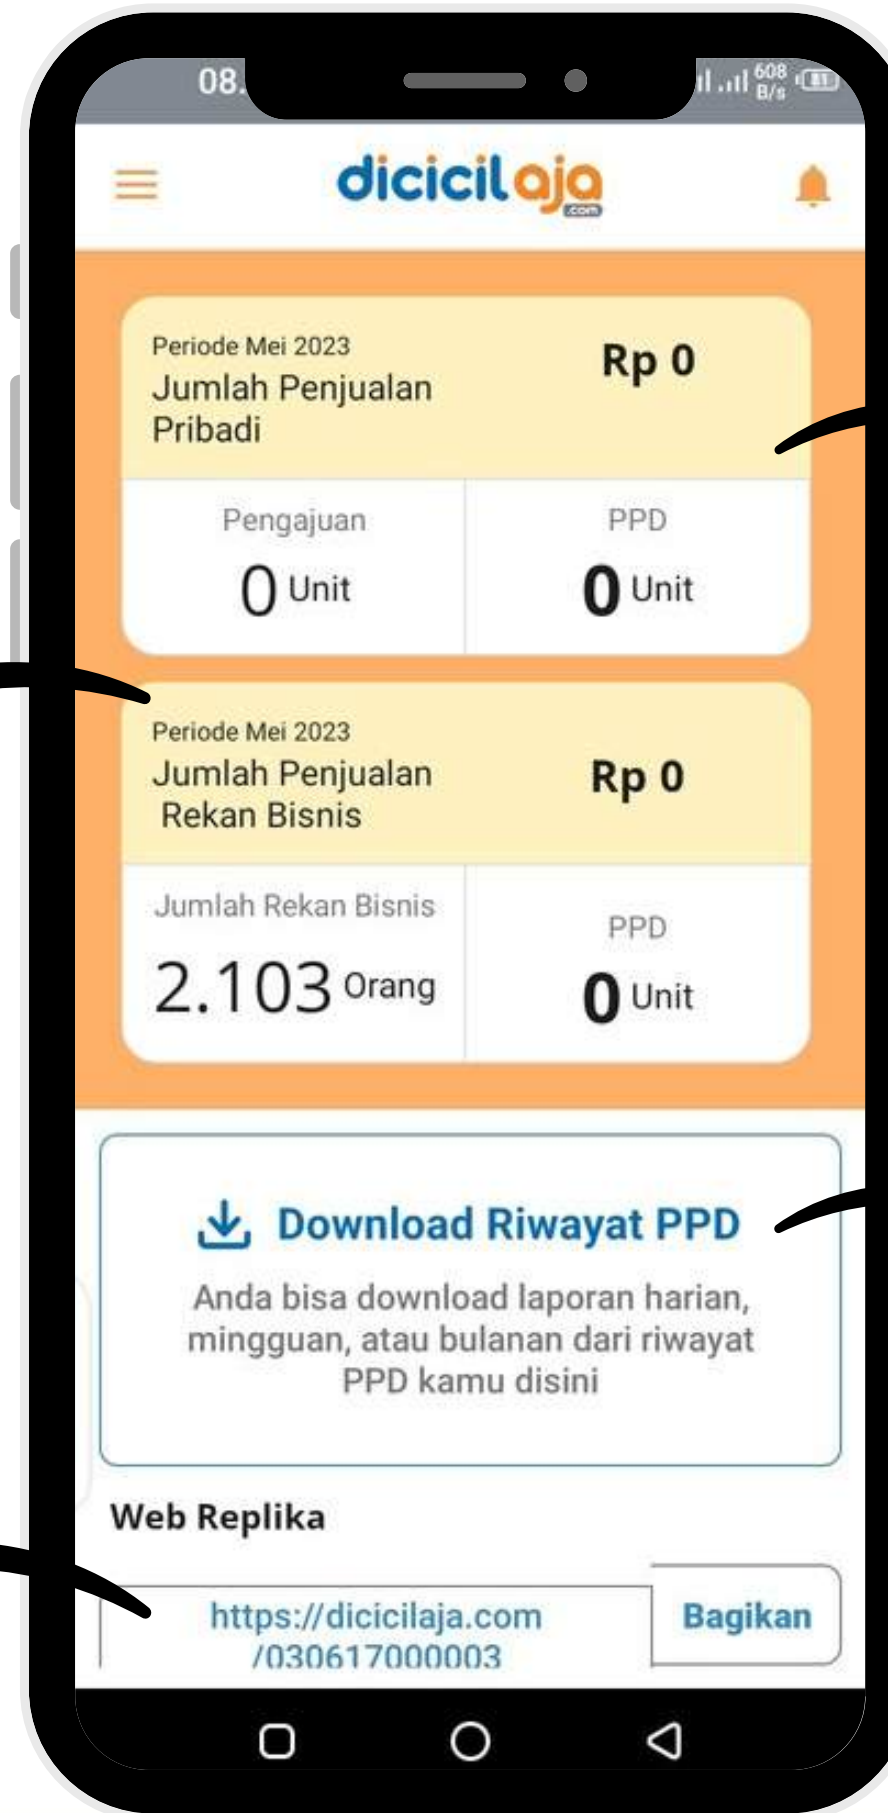 08.
608
B/s
81
dicicilaja
.com
Periode Mei 2023
Rp 0
Jumlah Penjualan
Pribadi
Pengajuan
PPD
0 Unit
0 Unit
Periode Mei 2023
Jumlah Penjualan
Rp 0
Rekan Bisnis
Jumlah Rekan Bisnis
PPD
2.103 Orang
0 Unit
Download Riwayat PPD
Anda bisa download laporan harian,
mingguan, atau bulanan dari riwayat
PPD kamu disini
Web Replika
https://dicicilaja.com
/030617000003
Bagikan